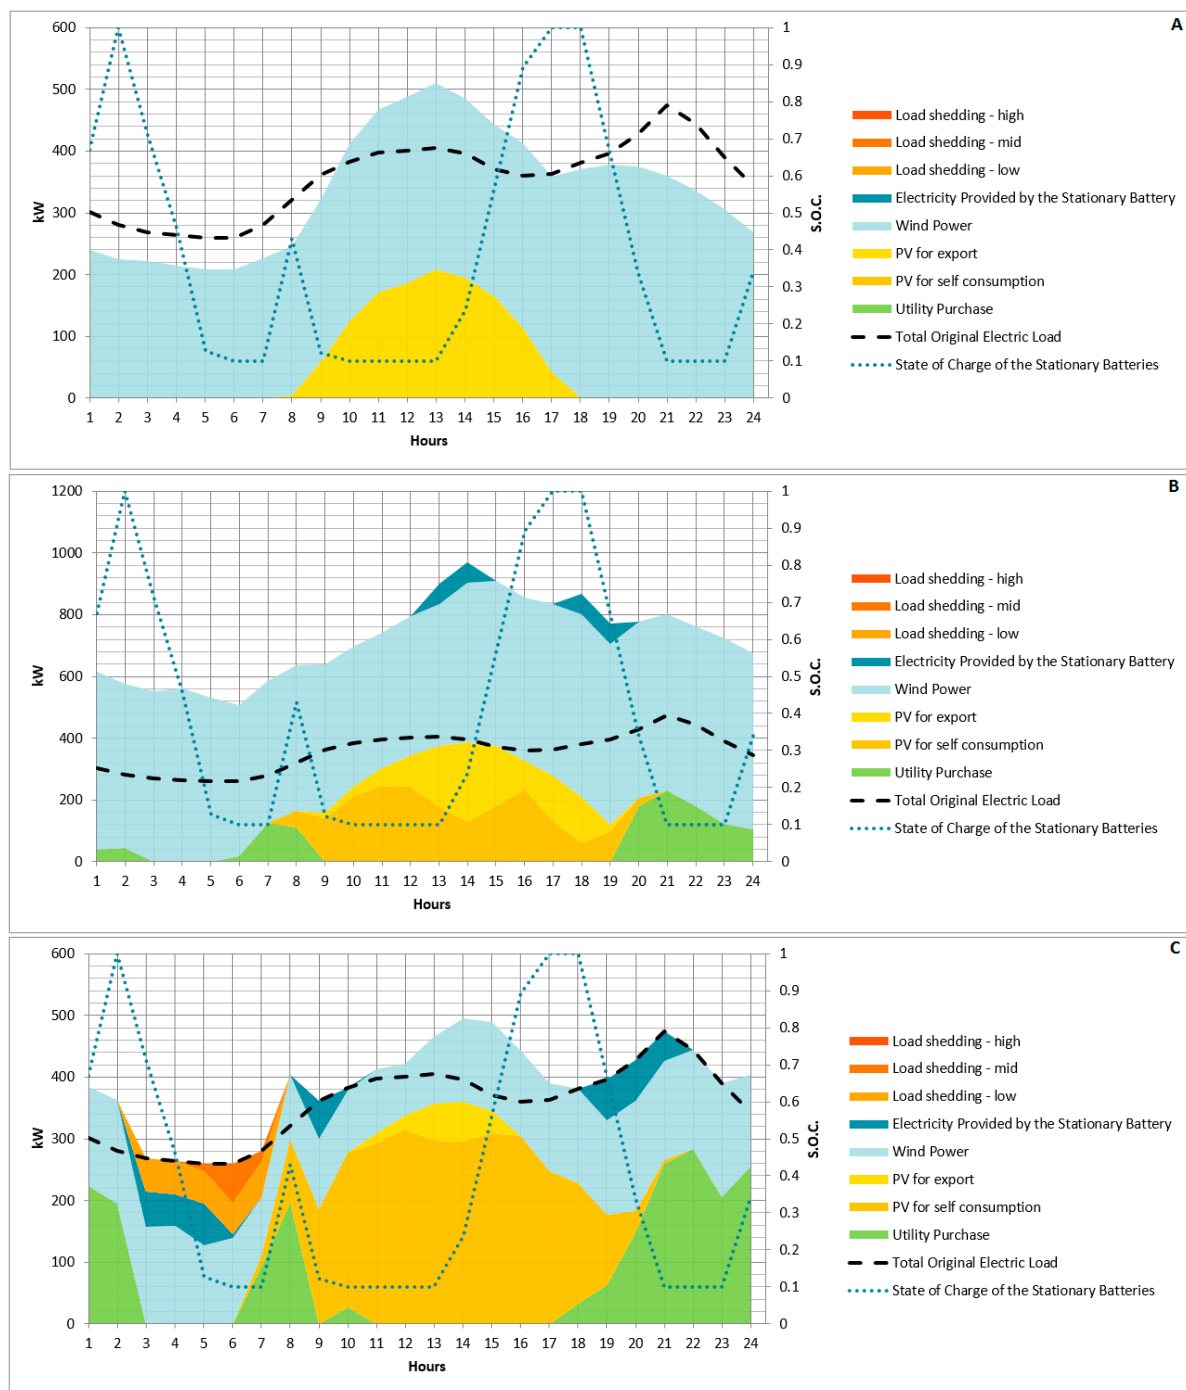 A
600
500
400
300
200
100
0
kW
1
0.9
0.8
0.7
0.6
0.5
0.4
0.3
0.2
0.1
0
S.O.C.
1 2 3 4 5 6 7 8 9 10 11 12 13 14 15 16 17 18 19 20 21 22 23 24
Hours
Load shedding - high
Load shedding - mid
Load shedding - low
Electricity Provided by the Stationary Battery
Wind Power
PV for export
PV for self consumption
Utility Purchase
Total Original Electric Load
State of Charge of the Stationary Batteries
B
1200
1000
800
600
400
200
0
kW
1
0.9
0.8
0.7
0.6
0.5
0.4
0.3
0.2
0.1
0
S.O.C.
1 2 3 4 5 6 7 8 9 10 11 12 13 14 15 16 17 18 19 20 21 22 23 24
Hours
Load shedding - high
Load shedding - mid
Load shedding - low
Electricity Provided by the Stationary Battery
Wind Power
PV for export
PV for self consumption
Utility Purchase
Total Original Electric Load
State of Charge of the Stationary Batteries
C
600
500
400
300
200
100
0
kW
1
0.9
0.8
0.7
0.6
0.5
0.4
0.3
0.2
0.1
0
S.O.C.
1 2 3 4 5 6 7 8 9 10 11 12 13 14 15 16 17 18 19 20 21 22 23 24
Hours
Load shedding - high
Load shedding - mid
Load shedding - low
Electricity Provided by the Stationary Battery
Wind Power
PV for export
PV for self consumption
Utility Purchase
Total Original Electric Load
State of Charge of the Stationary Batteries